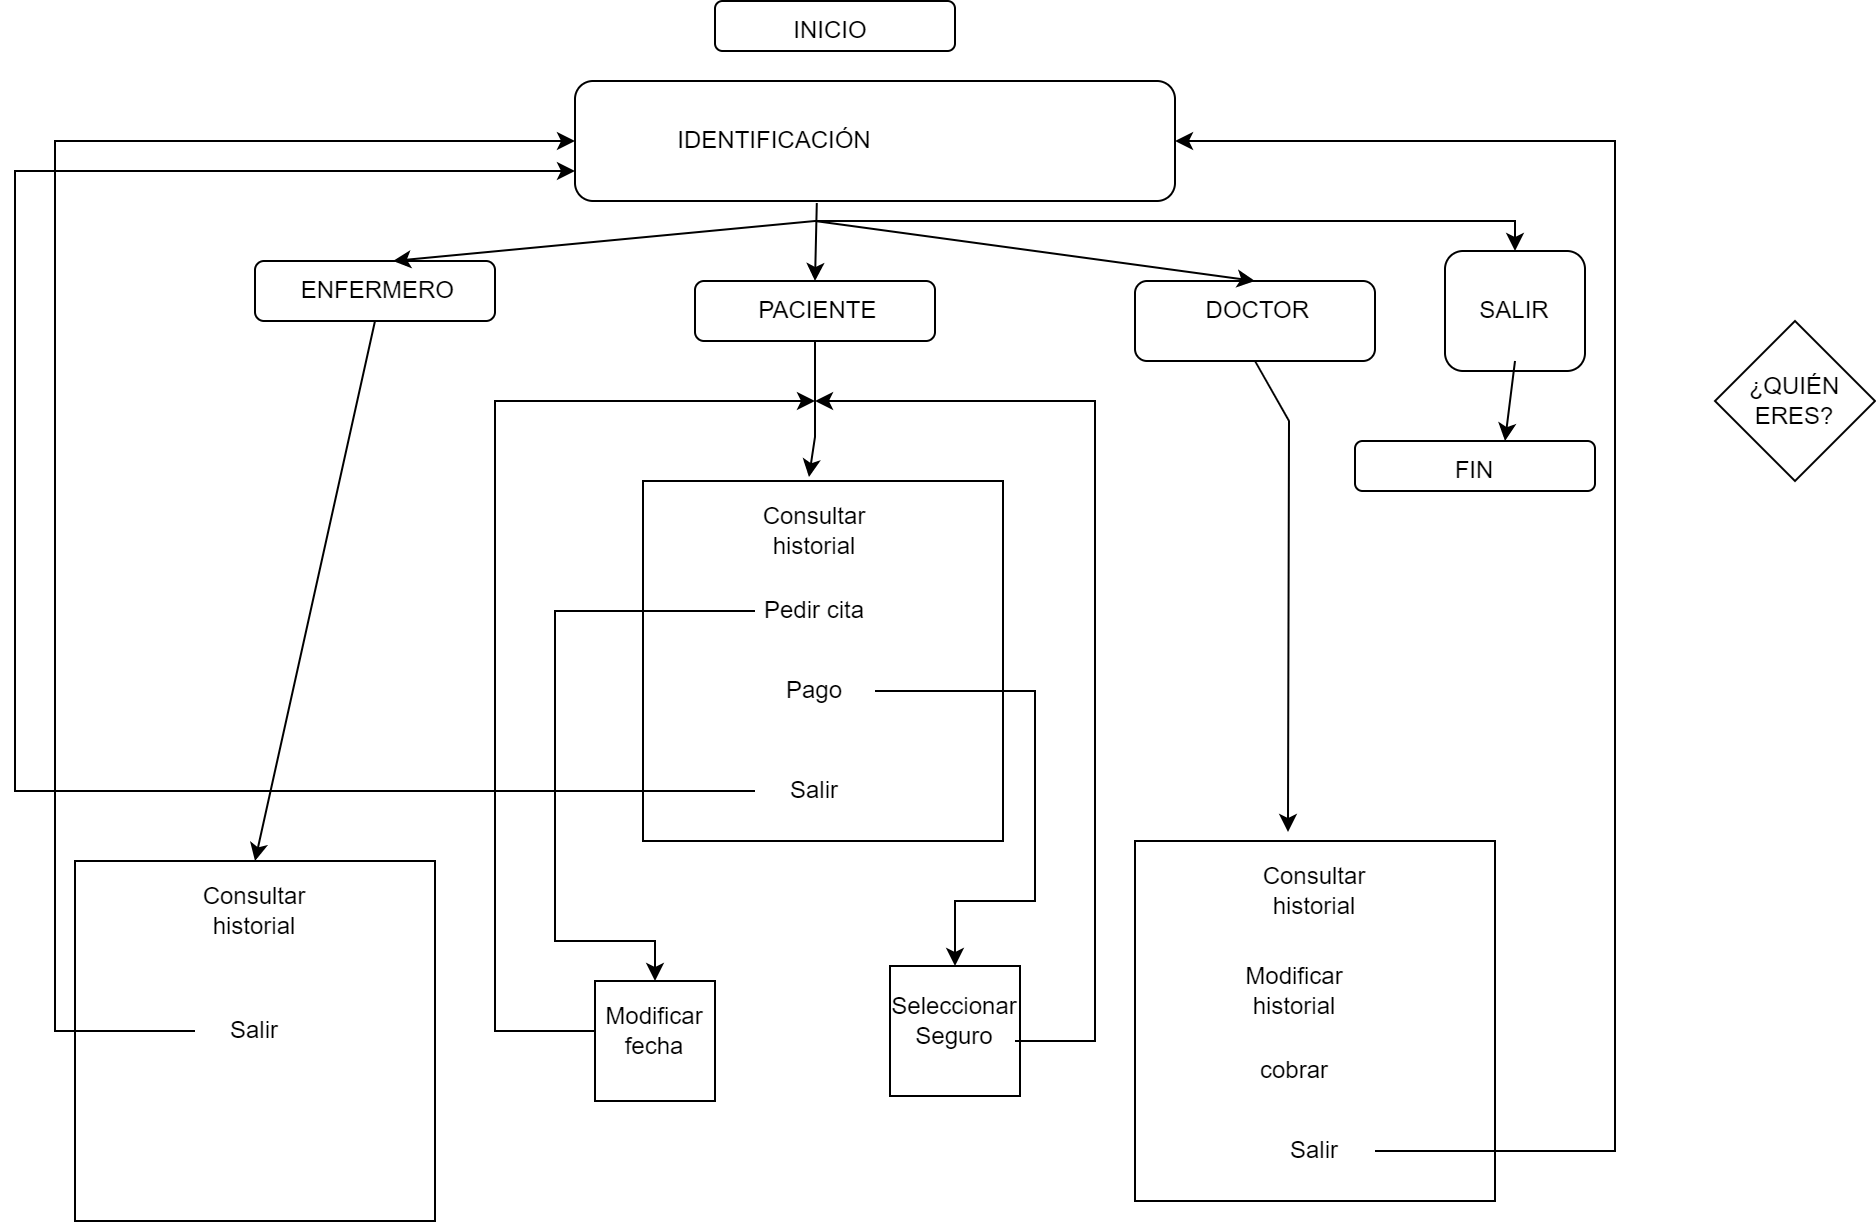 INICIO
IDENTIFICACIÓN
ENFERMERO
PACIENTE
DOCTOR
SALIR
¿QUIÉN
ERES?
FIN
Consultar
historial
Pedir cita
Pago
Salir
Consultar
historial
Salir
Modificar
fecha
Seleccionar
Seguro
Consultar
historial
Modificar
historial
cobrar
Salir